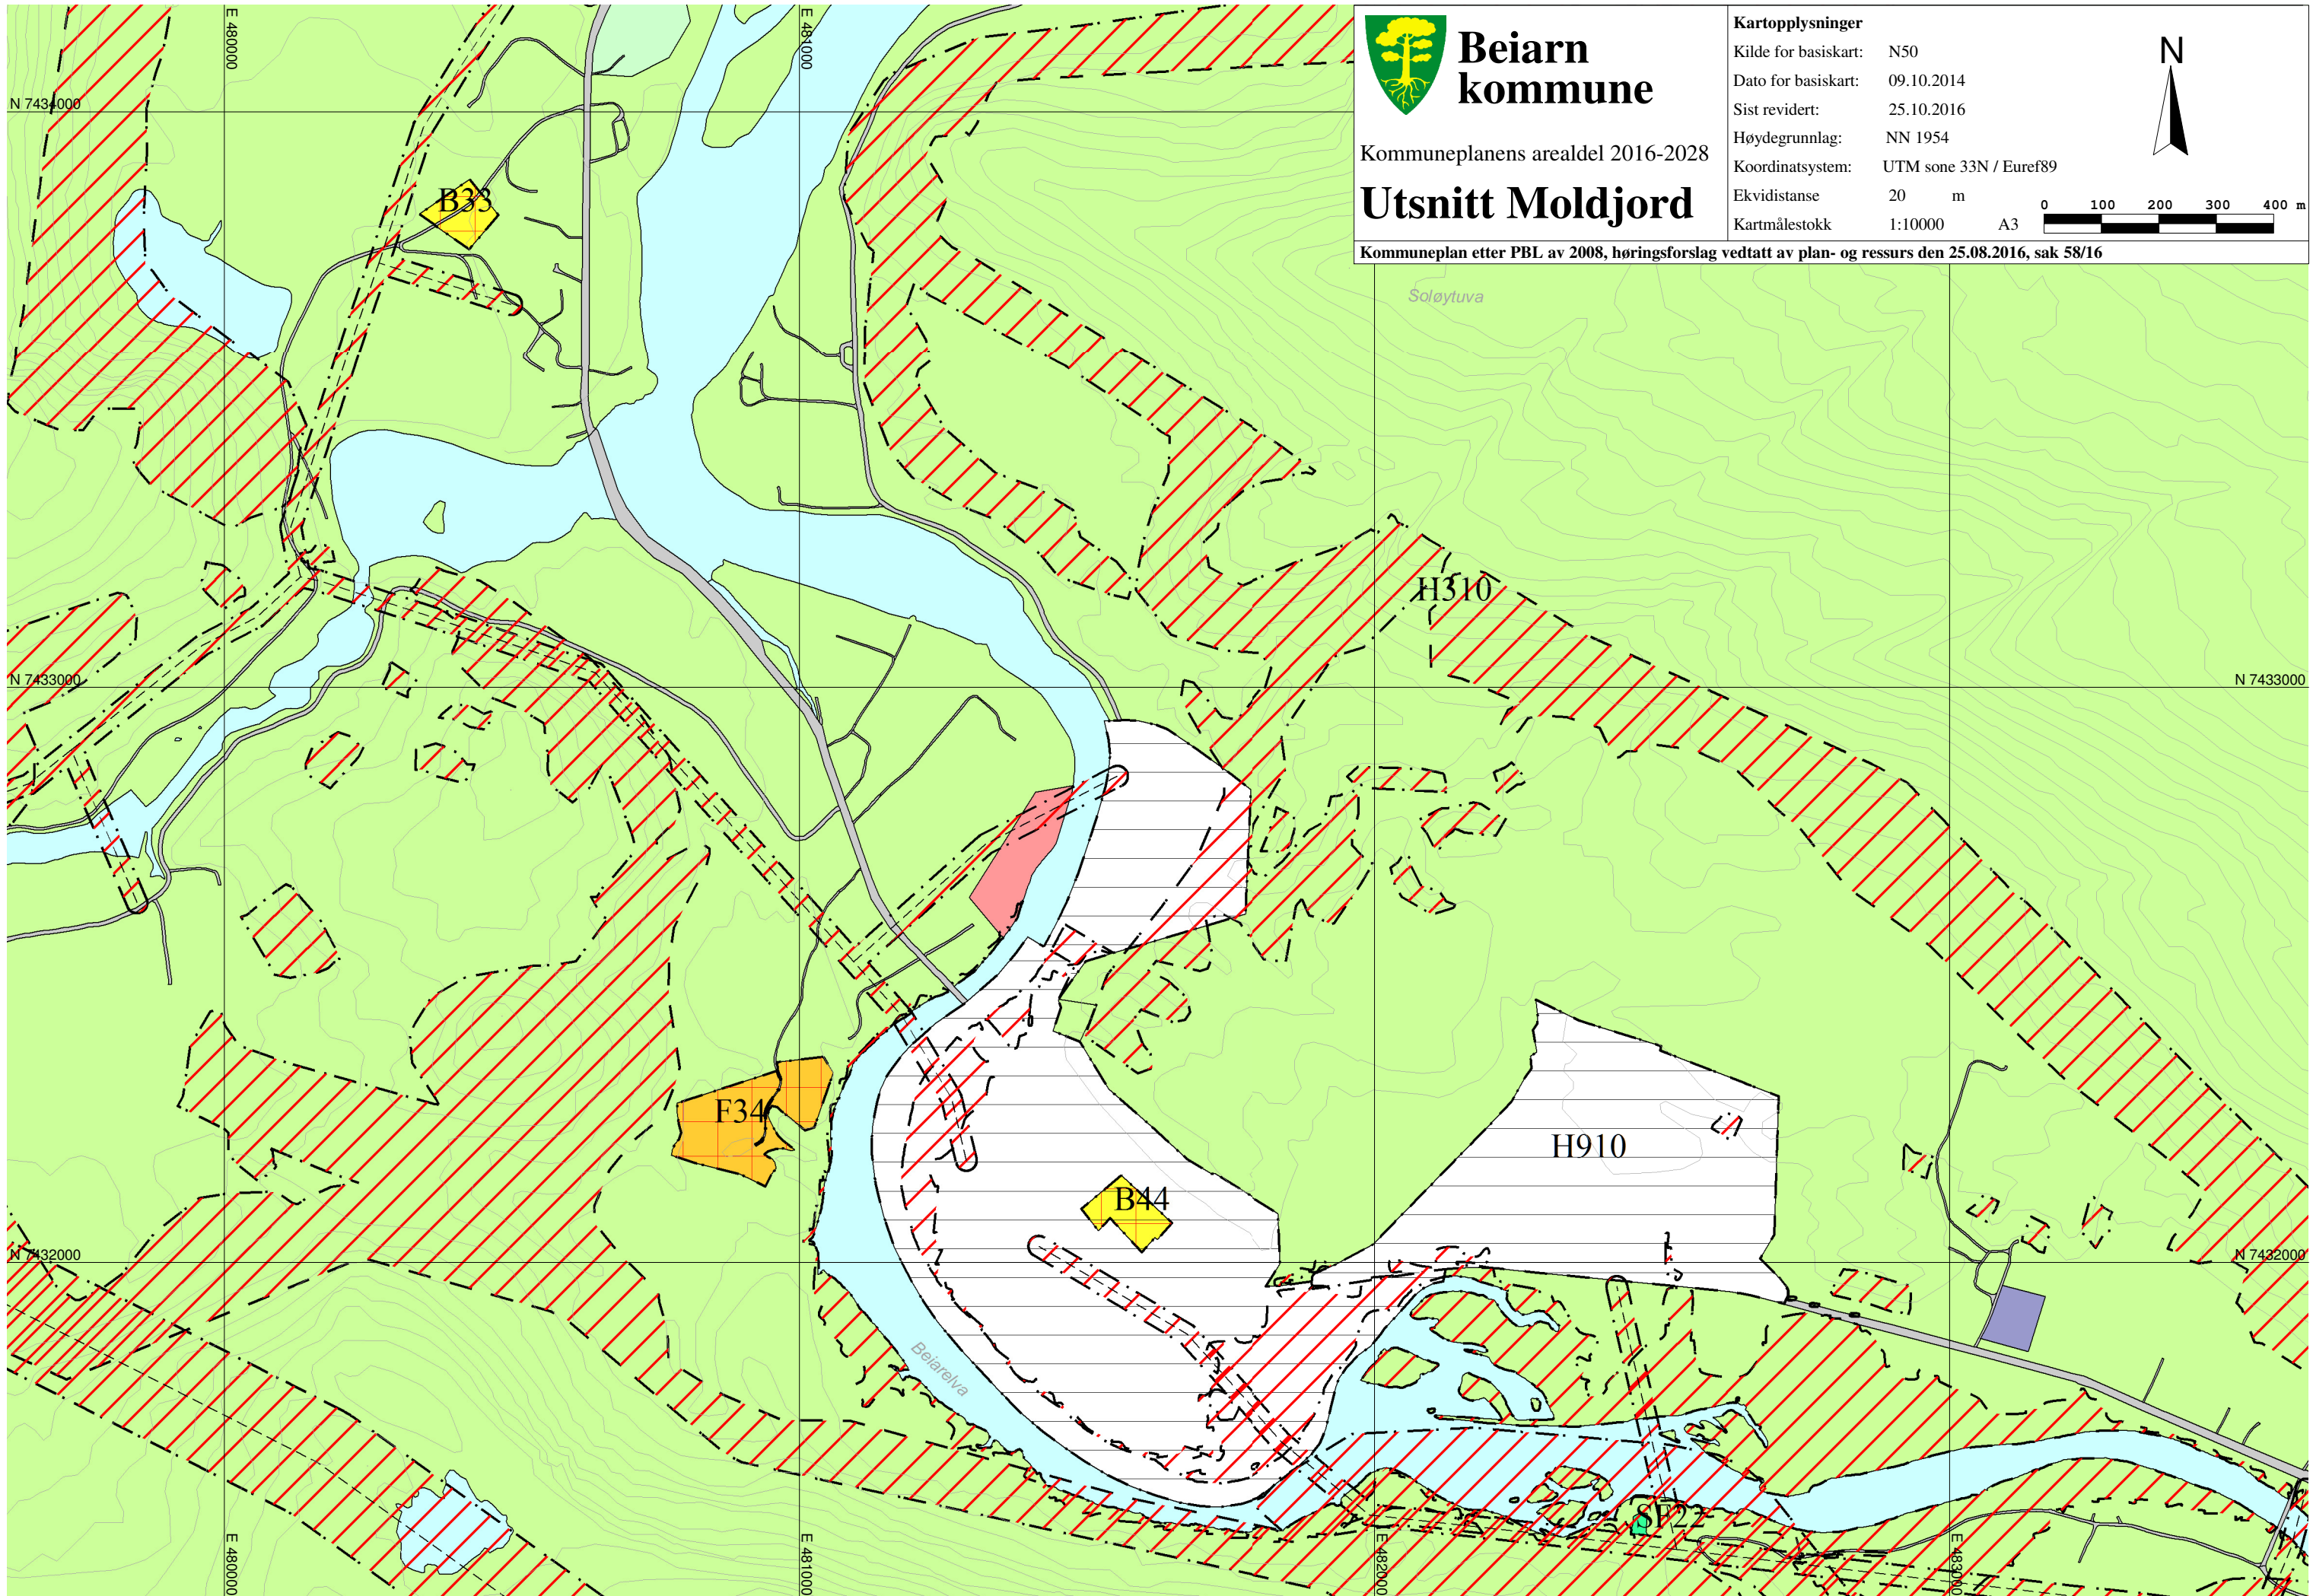 Beiarn
kommune
Kommuneplanens arealdel 2016-2028
Utsnitt Moldjord
Kartopplysninger
Kilde for basiskart: N50
Dato for basiskart: 09.10.2014
Sist revidert: 25.10.2016
Høydegrunnlag: NN 1954
Koordinatsystem: UTM sone 33N / Euref89
Ekvidistanse 20 m
Kartmålestokk 1:10000 A3
N
0 100 200 300 400 m
Kommuneplan etter PBL av 2008, høringsforslag vedtatt av plan- og ressurs den 25.08.2016, sak 58/16
E 480000
E 481000
N 7434000
B33
Soløytuva
H310
N 7433000
N 7433000
F34
H910
B44
N 7432000
N 7432000
Beiarelva
SF22
E 480000
E 481000
E 482000
E 483000